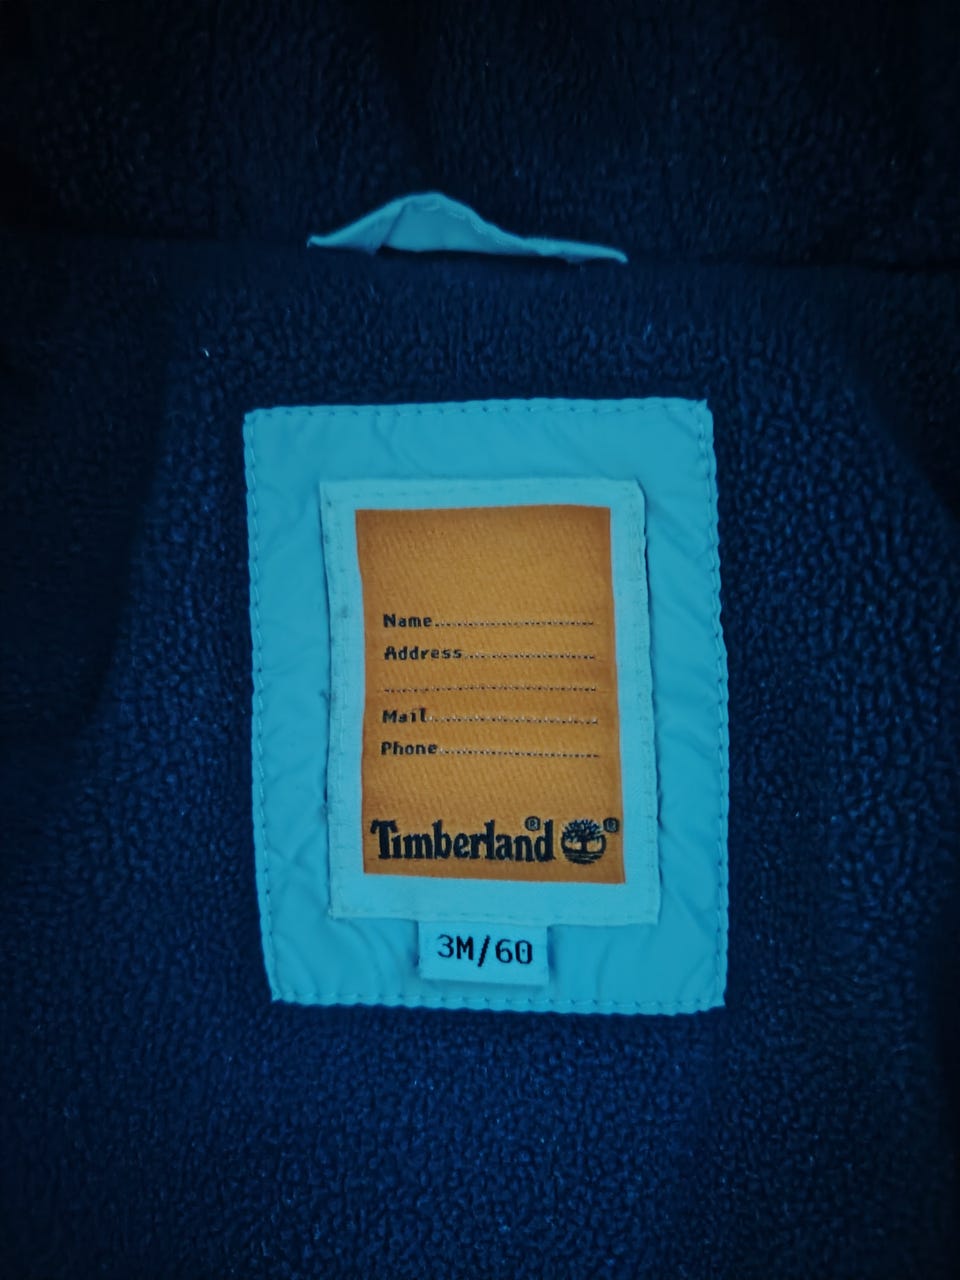 Name
Address
Mail
Phone
Timberland® ®
3M/60